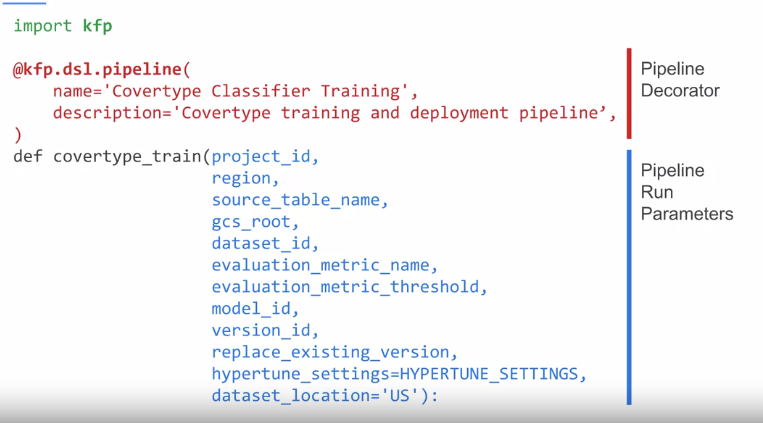 import kfp
@kfp.dsl.pipeline(
    name='Covertype Classifier Training',
    description='Covertype training and deployment pipeline’,
)
def covertype_train(project_id,
                    region,
                    source_table_name,
                    gcs_root,
                    dataset_id,
                    evaluation_metric_name,
                    evaluation_metric_threshold,
                    model_id,
                    version_id,
                    replace_existing_version,
                    hypertune_settings=HYPERTUNE_SETTINGS,
                    dataset_location='US'):
Pipeline
Decorator
Pipeline
Run
Parameters